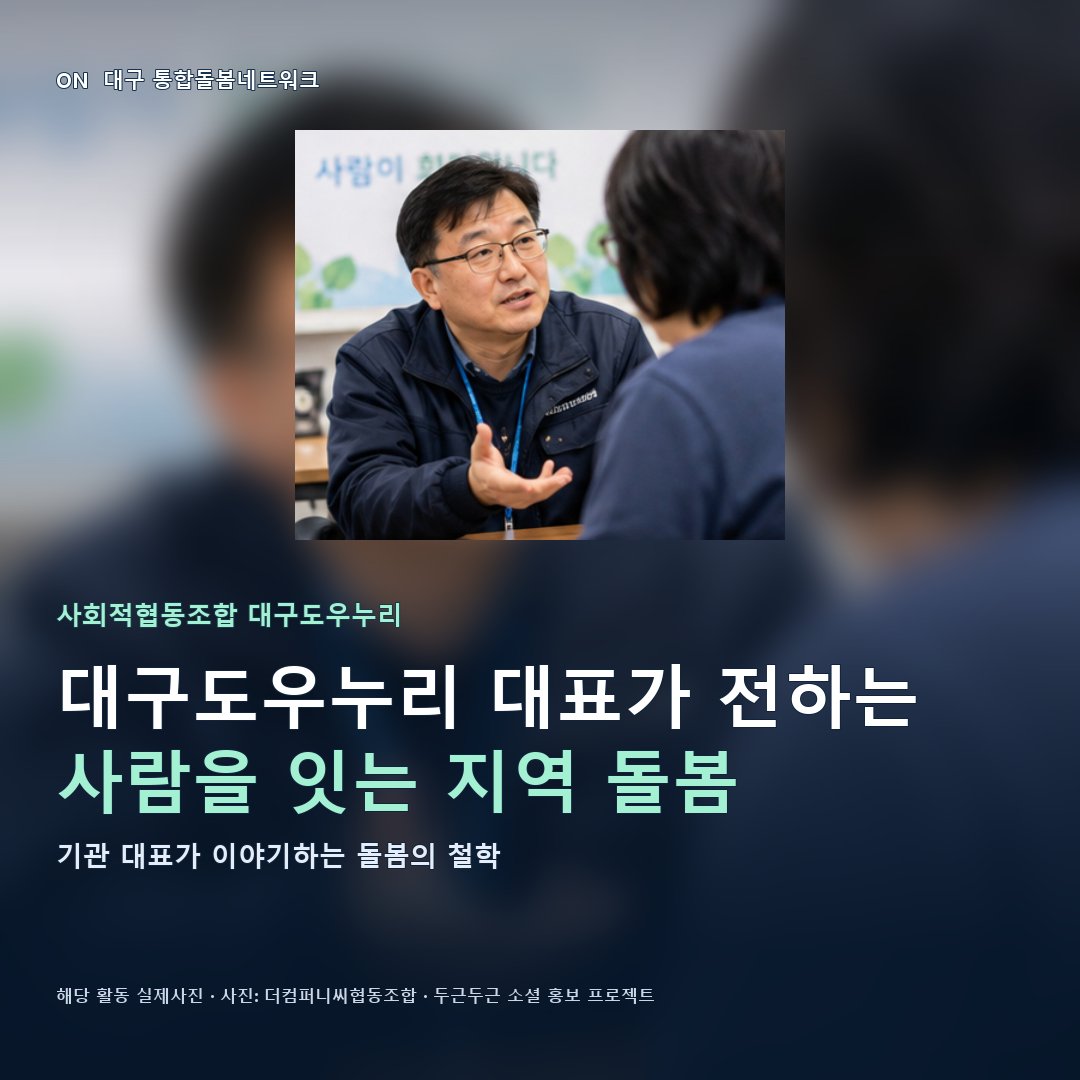 ON 대구 통합돌봄네트워크
사람이
사회적협동조합 대구도우누리
대구도우누리 대표가 전하는
사람을 잇는 지역 돌봄
기관 대표가 이야기하는 돌봄의 철학
해당 활동 실제사진 · 사진: 더컴퍼니씨협동조합 · 두근두근 소셜 홍보 프로젝트